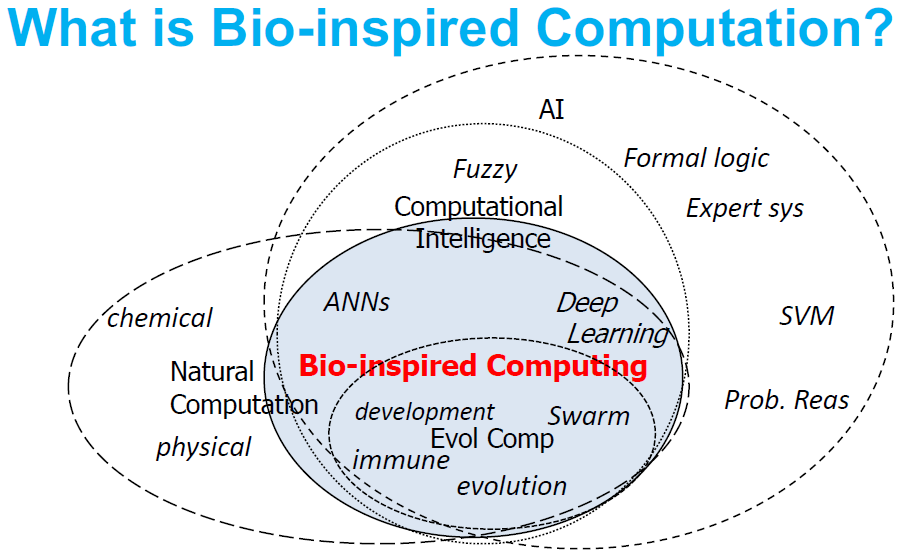 What is Bio-inspired Computation?
AI
Formal logic
Fuzzy
Expert sys
Computational
Intelligence
ANNs
Deep
Learning
chemical
SVM
Bio-inspired Computing
Natural
Computation
Prob. Reas
development
Swarm
Evol Comp
physical
immune
evolution